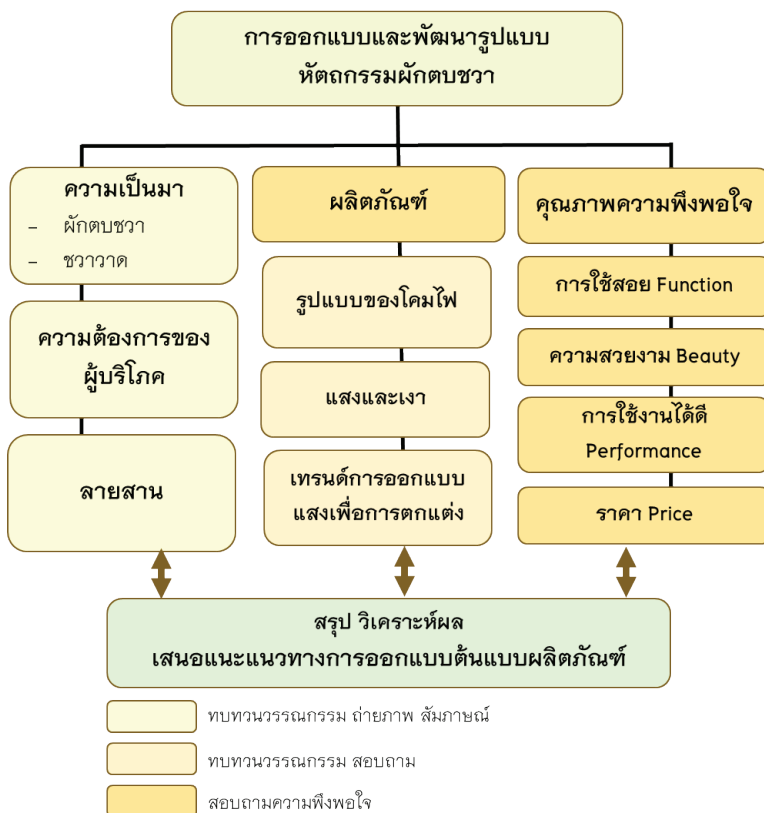 การออกแบบและพัฒนารูปแบบ
หัตถกรรมผักตบชวา
ความเป็นมา
- ผักตบชวา
- ชวาวาด
ความต้องการของ
ผู้บริโภค
ลายสาน
ผลิตภัณฑ์
รูปแบบของโคมไฟ
แสงและเงา
เทรนด์การออกแบบ
แสงเพื่อการตกแต่ง
คุณภาพความพึงพอใจ
การใช้สอย Function
ความสวยงาม Beauty
การใช้งานได้ดี
Performance
ราคา Price
สรุป วิเคราะห์ผล
เสนอแนะแนวทางการออกแบบต้นแบบผลิตภัณฑ์
ทบทวนวรรณกรรม ถ่ายภาพ สัมภาษณ์
ทบทวนวรรณกรรม สอบถาม
สอบถามความพึงพอใจ